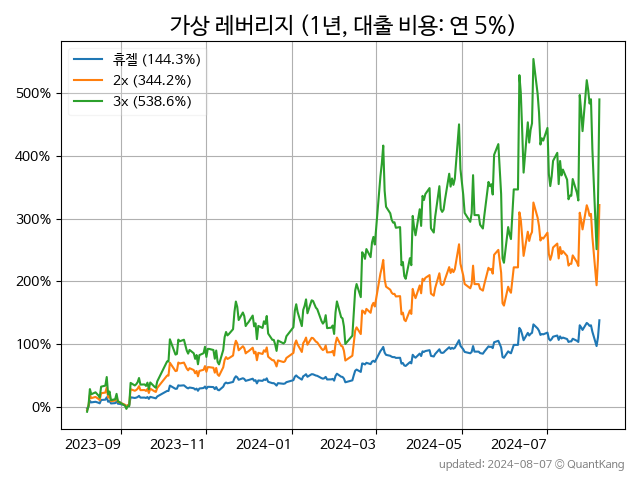 가상 레버리지 (1년, 대출 비용: 연 5%)
휴젤 (144.3%)
2x (344.2%)
3x (538.6%)
500%
400%
300%
200%
100%
0%
2023-09 2023-11 2024-01 2024-03 2024-05 2024-07
updated: 2024-08-07 © QuantKang